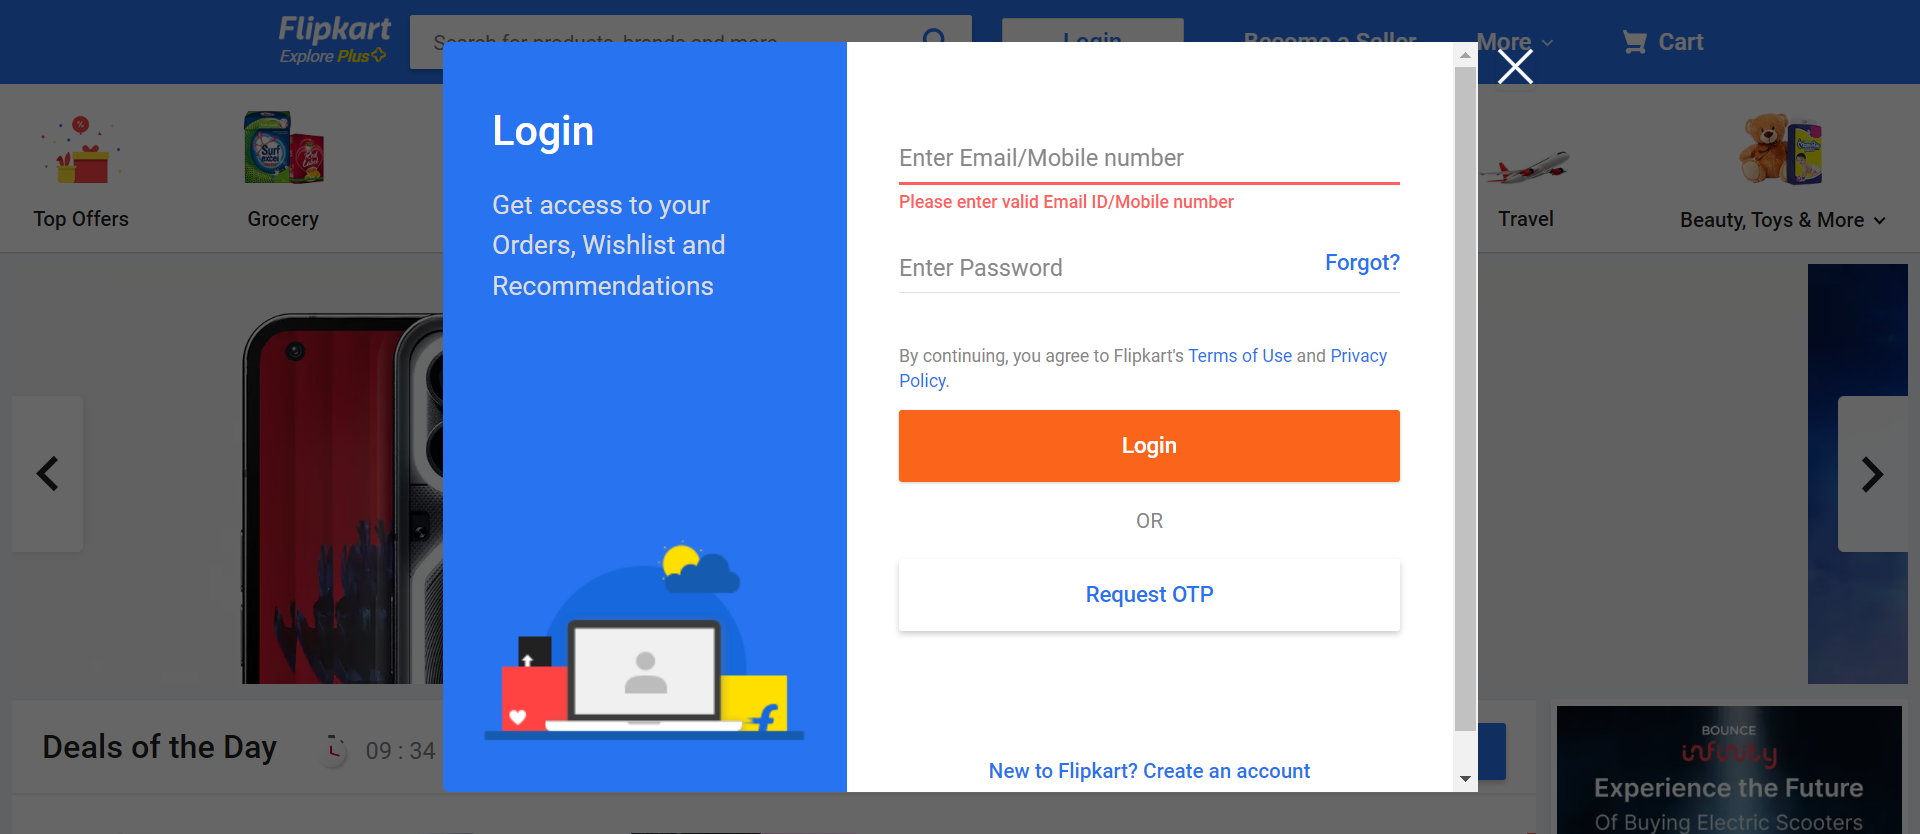 Flipkart
Explore Plus
Search for products, brands and more
Login
Become a Seller
More
Cart
Top Offers
Grocery
Travel
Beauty, Toys & More
Login
Get access to your
Orders, Wishlist and
Recommendations
Enter Email/Mobile number
Please enter valid Email ID/Mobile number
Enter Password
Forgot?
By continuing, you agree to Flipkart's Terms of Use and Privacy
Policy.
Login
OR
Request OTP
New to Flipkart? Create an account
Deals of the Day
09 : 34
BOUNCE
infinity
Experience the Future
Of Buying Electric Scooters
Surf
excel